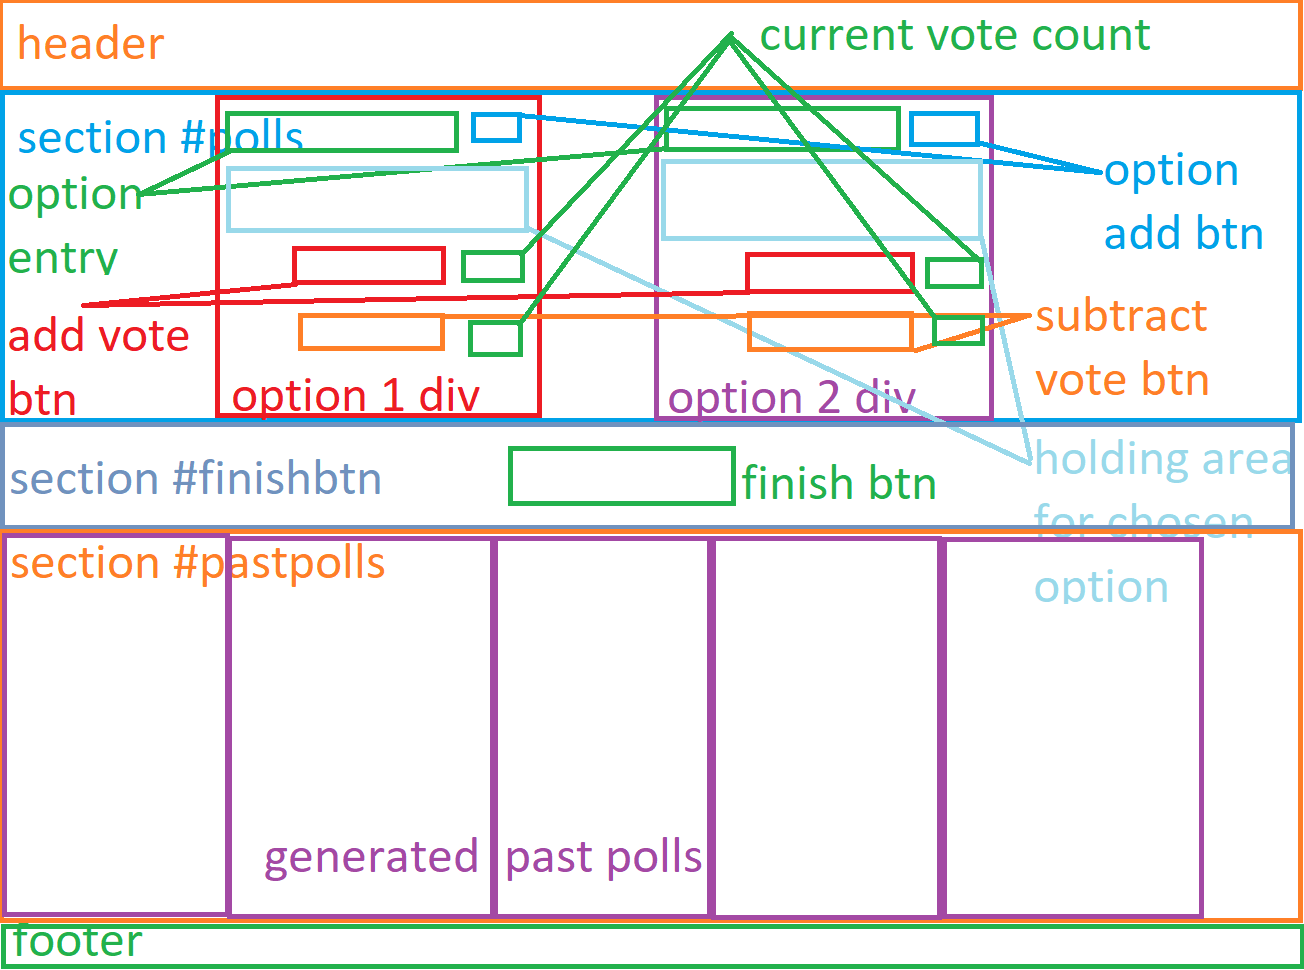 header
current vote count
section #polls
option
entry
add vote
btn
option 1 div
option 2 div
option
add btn
subtract
vote btn
section #finishbtn
finish btn
holding area
for chosen
option
section #pastpolls
generated past polls
footer